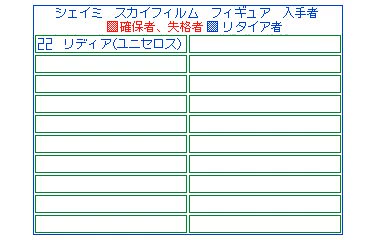 シェイミ　スカイフィルム　フィギュア　入手者
▨確保者、失格者▨リタイア者
22 リディア(ユニセロス)